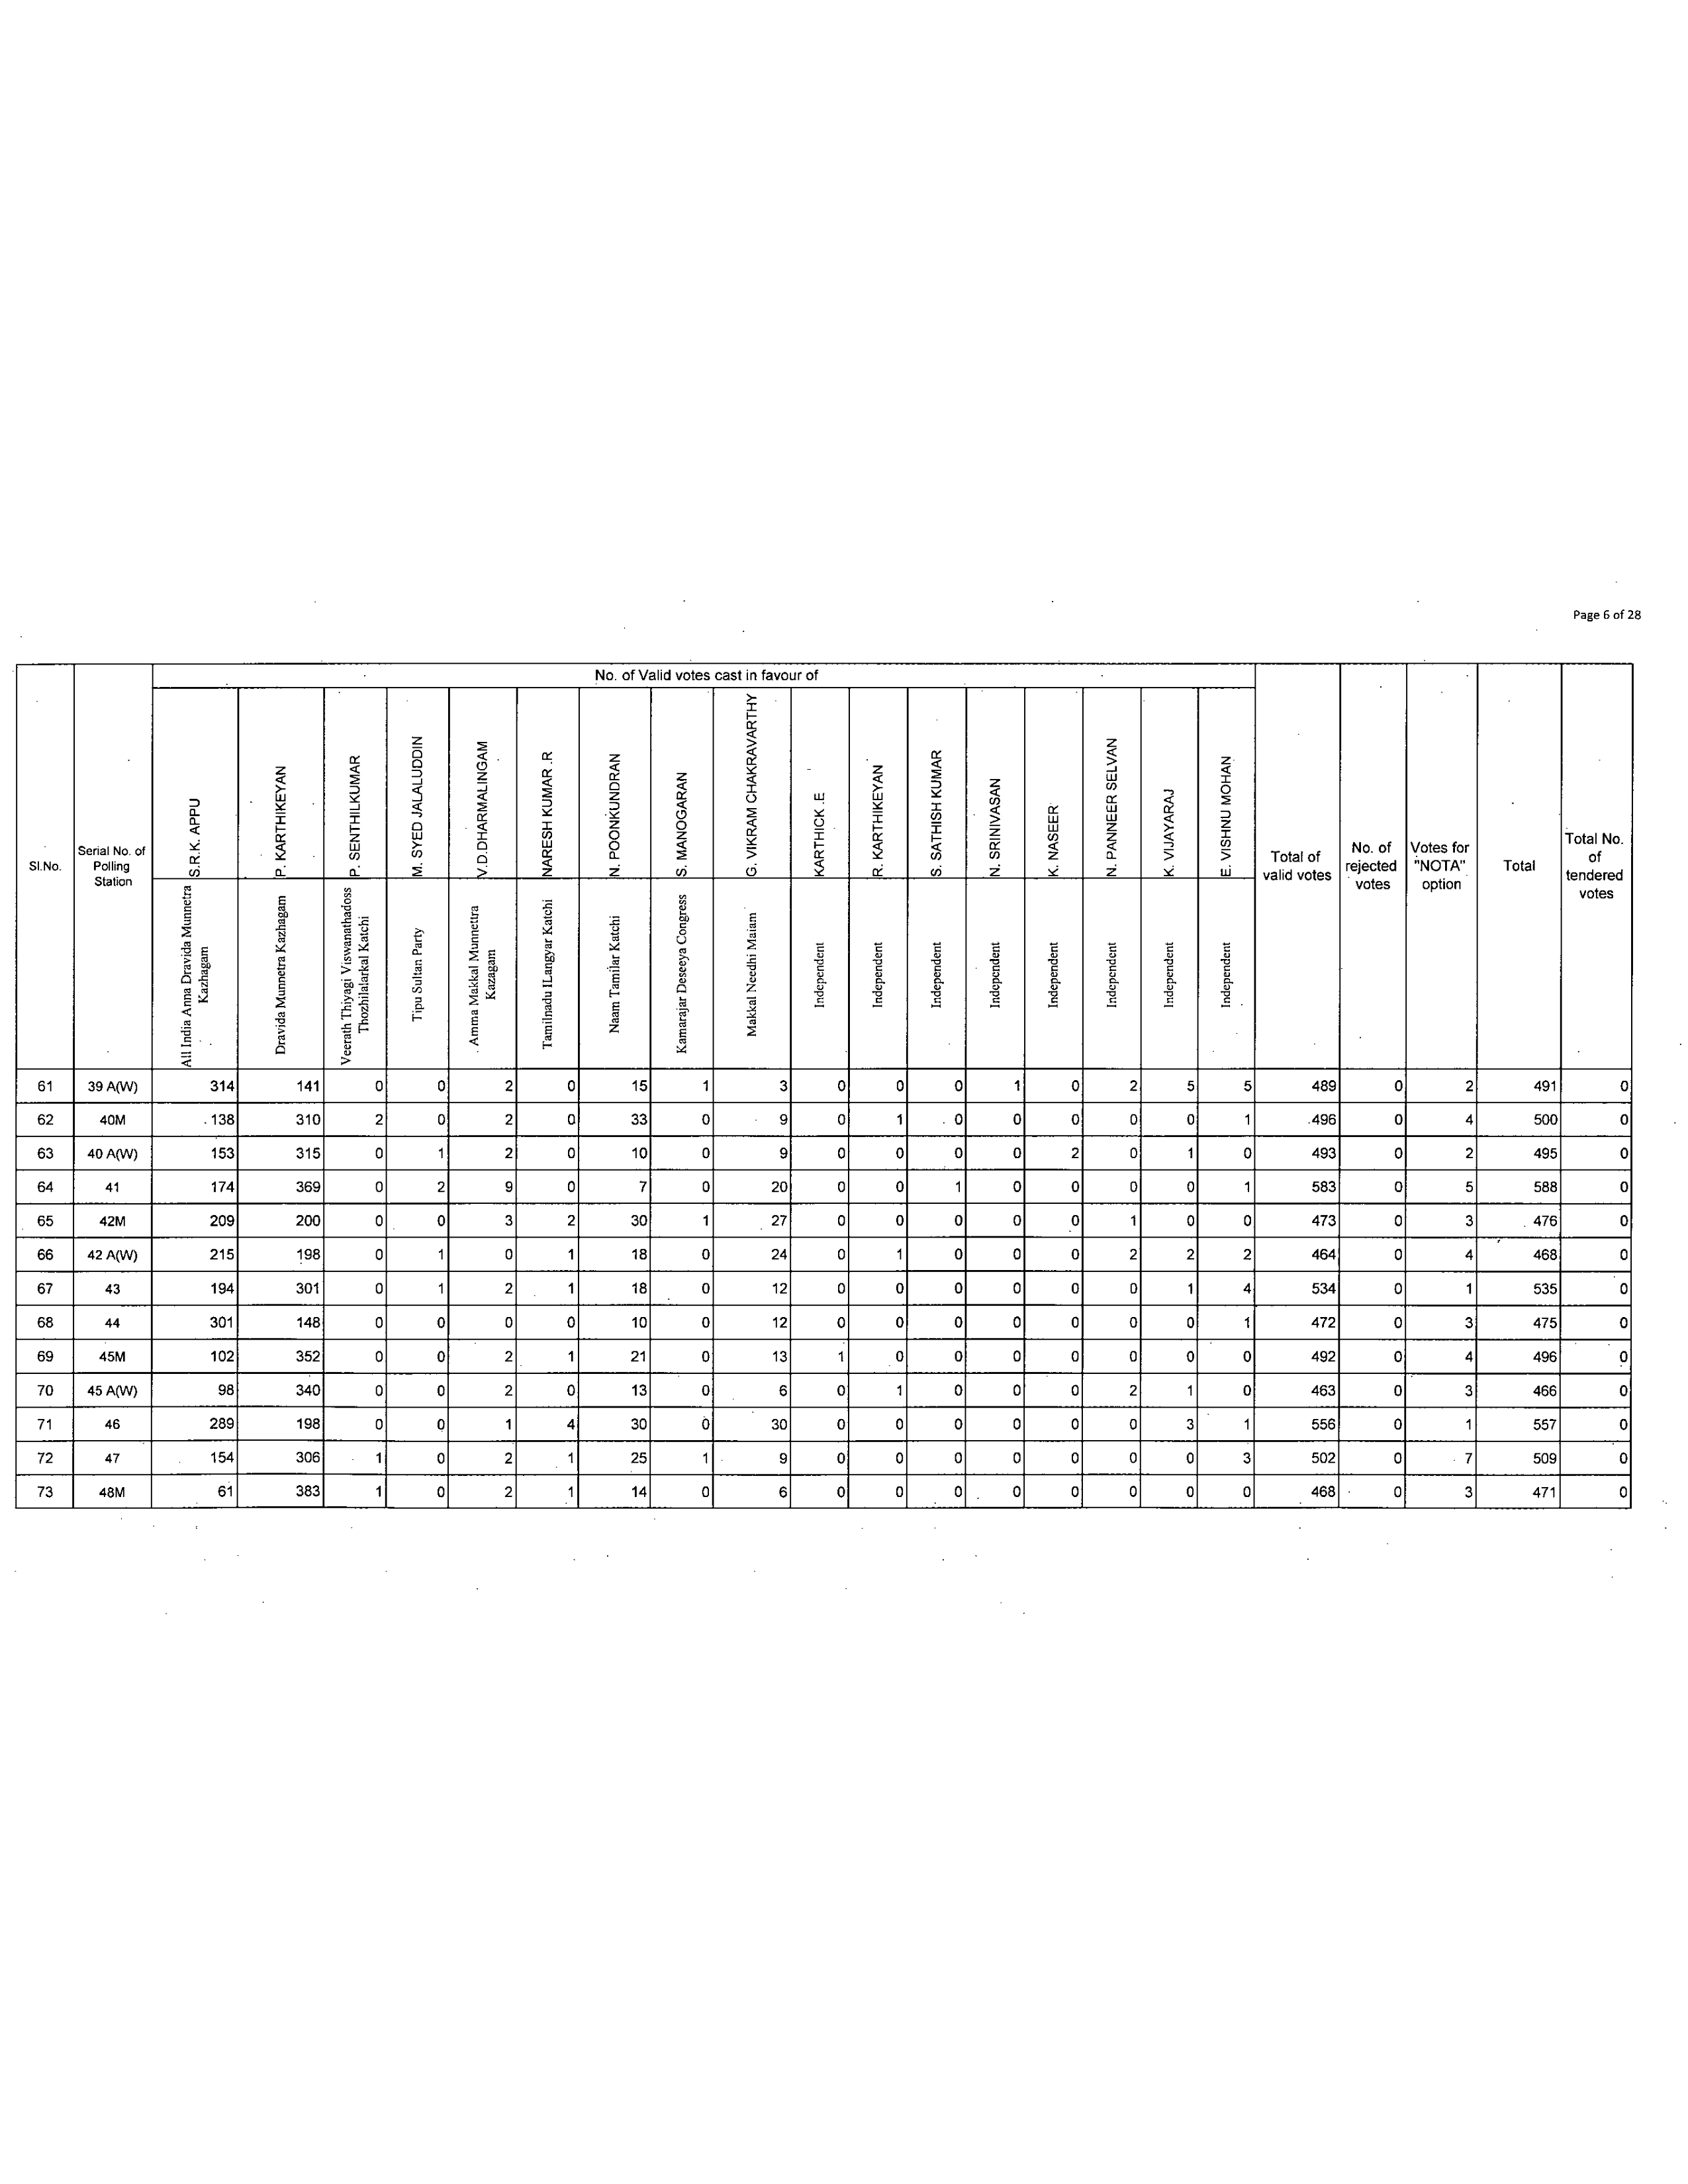 Page 6 of 28
No. of Valid votes cast in favour of
Sl.No.
Serial No. of
Polling
Station
S.R.K. APPU
P. KARTHIKEYAN
P. SENTHILKUMAR
M. SYED JALALUDDIN
V.D.DHARMALINGAM
NARESH KUMAR .R
N. POONKUNDRAN
S. MANOGARAN
G. VIKRAM CHAKRAVARTHY
KARTHICK .E
R. KARTHIKEYAN
S. SATHISH KUMAR
N. SRINIVASAN
K. NASEER
N. PANNEER SELVAN
K. VIJAYARAJ
E. VISHNU MOHAN
Total of
valid votes
No. of
rejected
votes
Votes for
"NOTA"
option
Total
Total No.
of
tendered
votes
All India Anna Dravida Munnetra
Kazhagam
Dravida Munnetra Kazhagam
Veerath Thiyagi Viswanathadoss
Thozhilalarkal Katchi
Tipu Sultan Party
Amma Makkal Munnettra
Kazagam
Tamilnadu ILangyar Katchi
Naam Tamilar Katchi
Kamarajar Deseeya Congress
Makkal Needhi Maiam
Independent
Independent
Independent
Independent
Independent
Independent
Independent
Independent
61 39 A(W) 314 141 0 0 2 0 15 1 3 0 0 0 1 0 2 5 5 489 0 2 491 0
62 40M 138 310 2 0 2 0 33 0 9 0 1 0 0 0 0 0 1 496 0 4 500 0
63 40 A(W) 153 315 0 1 2 0 10 0 9 0 0 0 0 2 0 1 0 493 0 2 495 0
64 41 174 369 0 2 9 0 7 0 20 0 0 1 0 0 0 0 1 583 0 5 588 0
65 42M 209 200 0 0 3 2 30 1 27 0 0 0 0 0 1 0 0 473 0 3 476 0
66 42 A(W) 215 198 0 1 0 1 18 0 24 0 1 0 0 0 2 2 2 464 0 4 468 0
67 43 194 301 0 1 2 1 18 0 12 0 0 0 0 0 0 1 4 534 0 1 535 0
68 44 301 148 0 0 0 0 10 0 12 0 0 0 0 0 0 0 1 472 0 3 475 0
69 45M 102 352 0 0 2 1 21 0 13 1 0 0 0 0 0 0 0 492 0 4 496 0
70 45 A(W) 98 340 0 0 2 0 13 0 6 0 1 0 0 0 2 1 0 463 0 3 466 0
71 46 289 198 0 0 1 4 30 0 30 0 0 0 0 0 0 3 1 556 0 1 557 0
72 47 154 306 1 0 2 1 25 1 9 0 0 0 0 0 0 0 3 502 0 7 509 0
73 48M 61 383 1 0 2 1 14 0 6 0 0 0 0 0 0 0 0 468 0 3 471 0